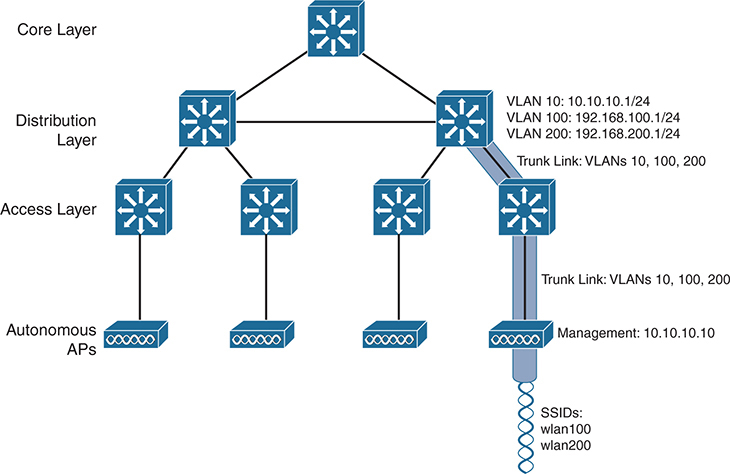 Core Layer
Distribution
Layer
VLAN 10: 10.10.10.1/24
VLAN 100: 192.168.100.1/24
VLAN 200: 192.168.200.1/24
Trunk Link: VLANs 10, 100, 200
Access Layer
Trunk Link: VLANs 10, 100, 200
Autonomous
APs
Management: 10.10.10.10
SSIDs:
wlan100
wlan200